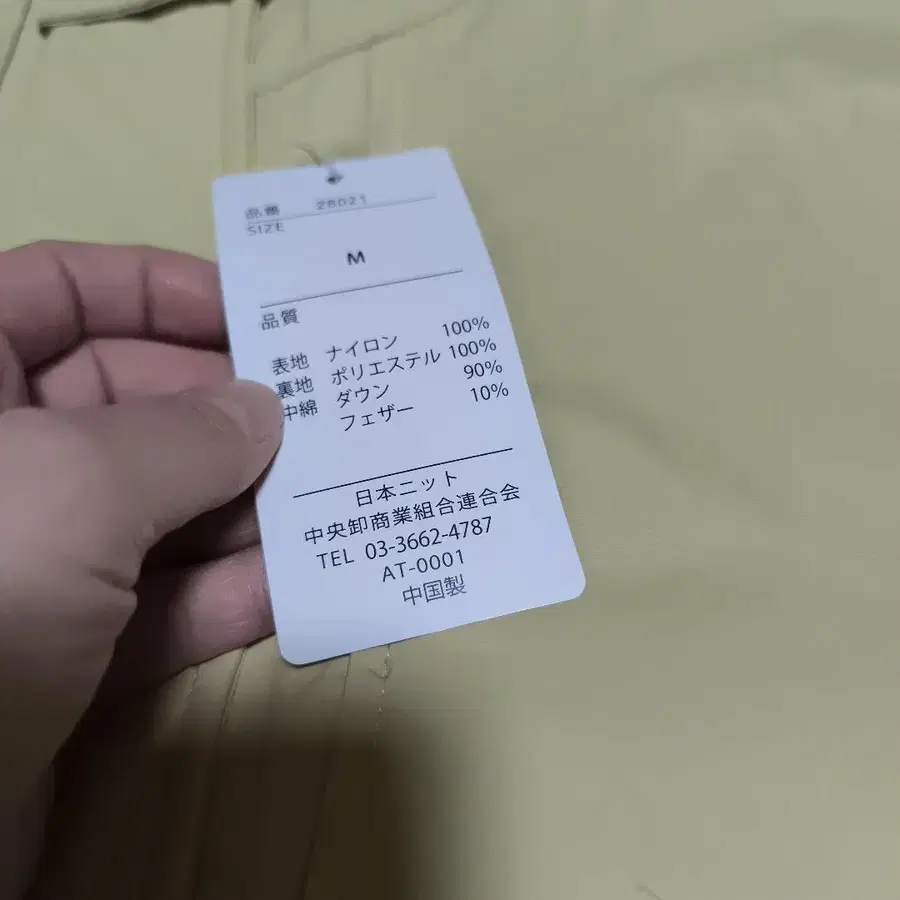 品番 28021
SIZE
M
品質
表地 ナイロン 100%
裏地 ポリエステル 100%
中綿 ダウン 90%
フェザー 10%
日本ニット
中央卸商業組合連合会
TEL 03-3662-4787
AT-0001
中国製